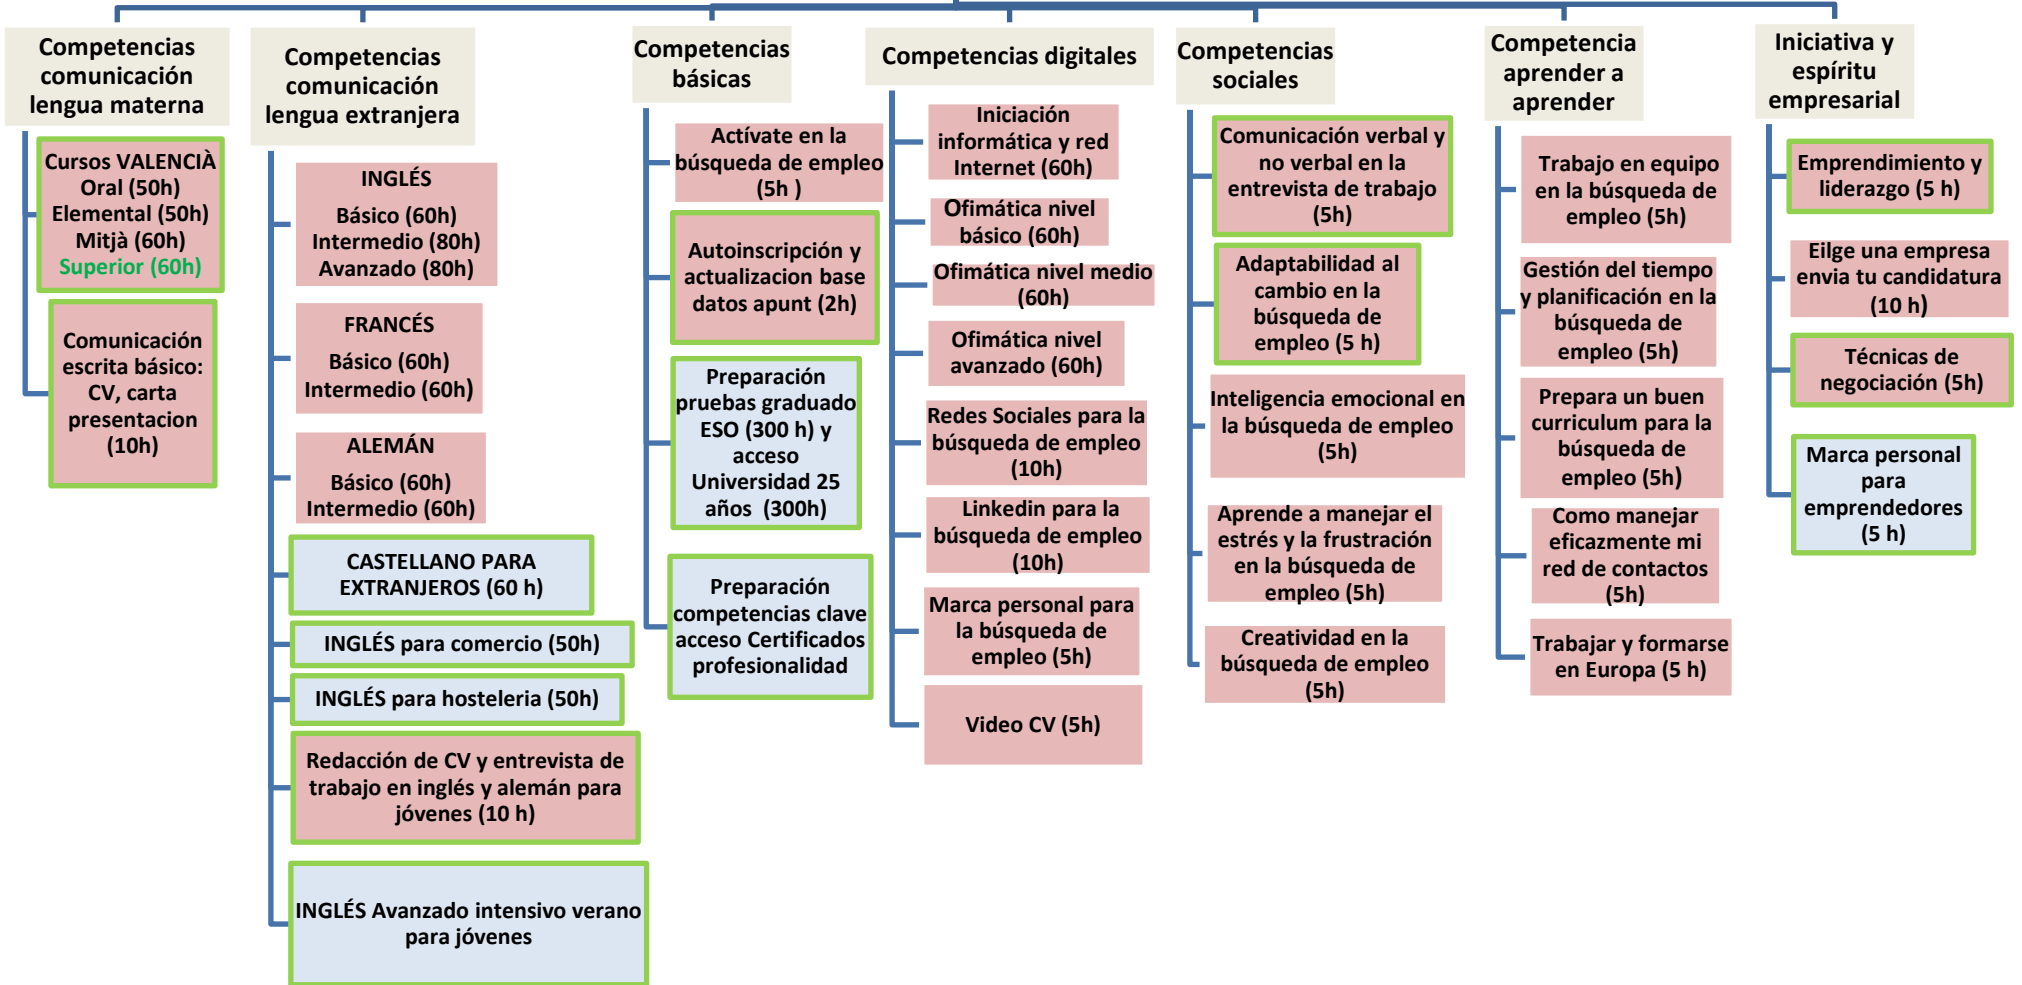 Competencias
comunicación
lengua materna
Cursos VALENCIÀ
Oral (50h)
Elemental (50h)
Mitjà (60h)
Superior (60h)
Comunicación
escrita básico:
CV, carta
presentacion
(10h)
Competencias
comunicación
lengua extranjera
INGLÉS
Básico (60h)
Intermedio (80h)
Avanzado (80h)
FRANCÉS
Básico (60h)
Intermedio (60h)
ALEMÁN
Básico (60h)
Intermedio (60h)
CASTELLANO PARA
EXTRANJEROS (60 h)
INGLÉS para comercio (50h)
INGLÉS para hosteleria (50h)
Redacción de CV y entrevista de
trabajo en inglés y alemán para
jóvenes (10 h)
INGLÉS Avanzado intensivo verano
para jóvenes
Competencias
básicas
Actívate en la
búsqueda de empleo
(5h )
Autoinscripción y
actualizacion base
datos apunt (2h)
Preparación
pruebas graduado
ESO (300 h) y
acceso
Universidad 25
años (300h)
Preparación
competencias clave
acceso Certificados
profesionalidad
Competencias digitales
Iniciación
informática y red
Internet (60h)
Ofimática nivel
básico (60h)
Ofimática nivel medio
(60h)
Ofimática nivel
avanzado (60h)
Redes Sociales para la
búsqueda de empleo
(10h)
Linkedin para la
búsqueda de empleo
(10h)
Marca personal para
la búsqueda de
empleo (5h)
Video CV (5h)
Competencias
sociales
Comunicación verbal y
no verbal en la
entrevista de trabajo
(5h)
Adaptabilidad al
cambio en la
búsqueda de
empleo (5 h)
Inteligencia emocional en
la búsqueda de empleo
(5h)
Aprende a manejar el
estrés y la frustración
en la búsqueda de
empleo (5h)
Creatividad en la
búsqueda de empleo
(5h)
Competencia
aprender a
aprender
Trabajo en equipo
en la búsqueda de
empleo (5h)
Gestión del tiempo
y planificación en la
búsqueda de
empleo (5h)
Prepara un buen
curriculum para la
búsqueda de
empleo (5h)
Como manejar
eficazmente mi
red de contactos
(5h)
Trabajar y formarse
en Europa (5 h)
Iniciativa y
espíritu
empresarial
Emprendimiento y
liderazgo (5 h)
Eilge una empresa
envia tu candidatura
(10 h)
Técnicas de
negociación (5h)
Marca personal
para
emprendedores
(5 h)